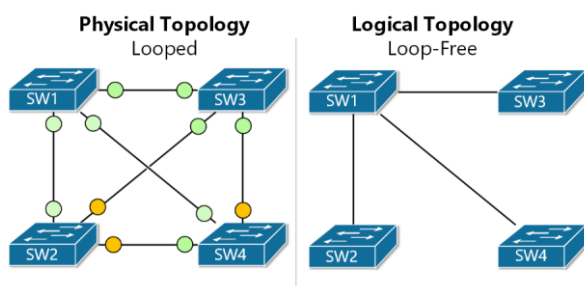 Physical Topology
Looped
SW1
SW3
SW2
SW4
Logical Topology
Loop-Free
SW1
SW3
SW2
SW4